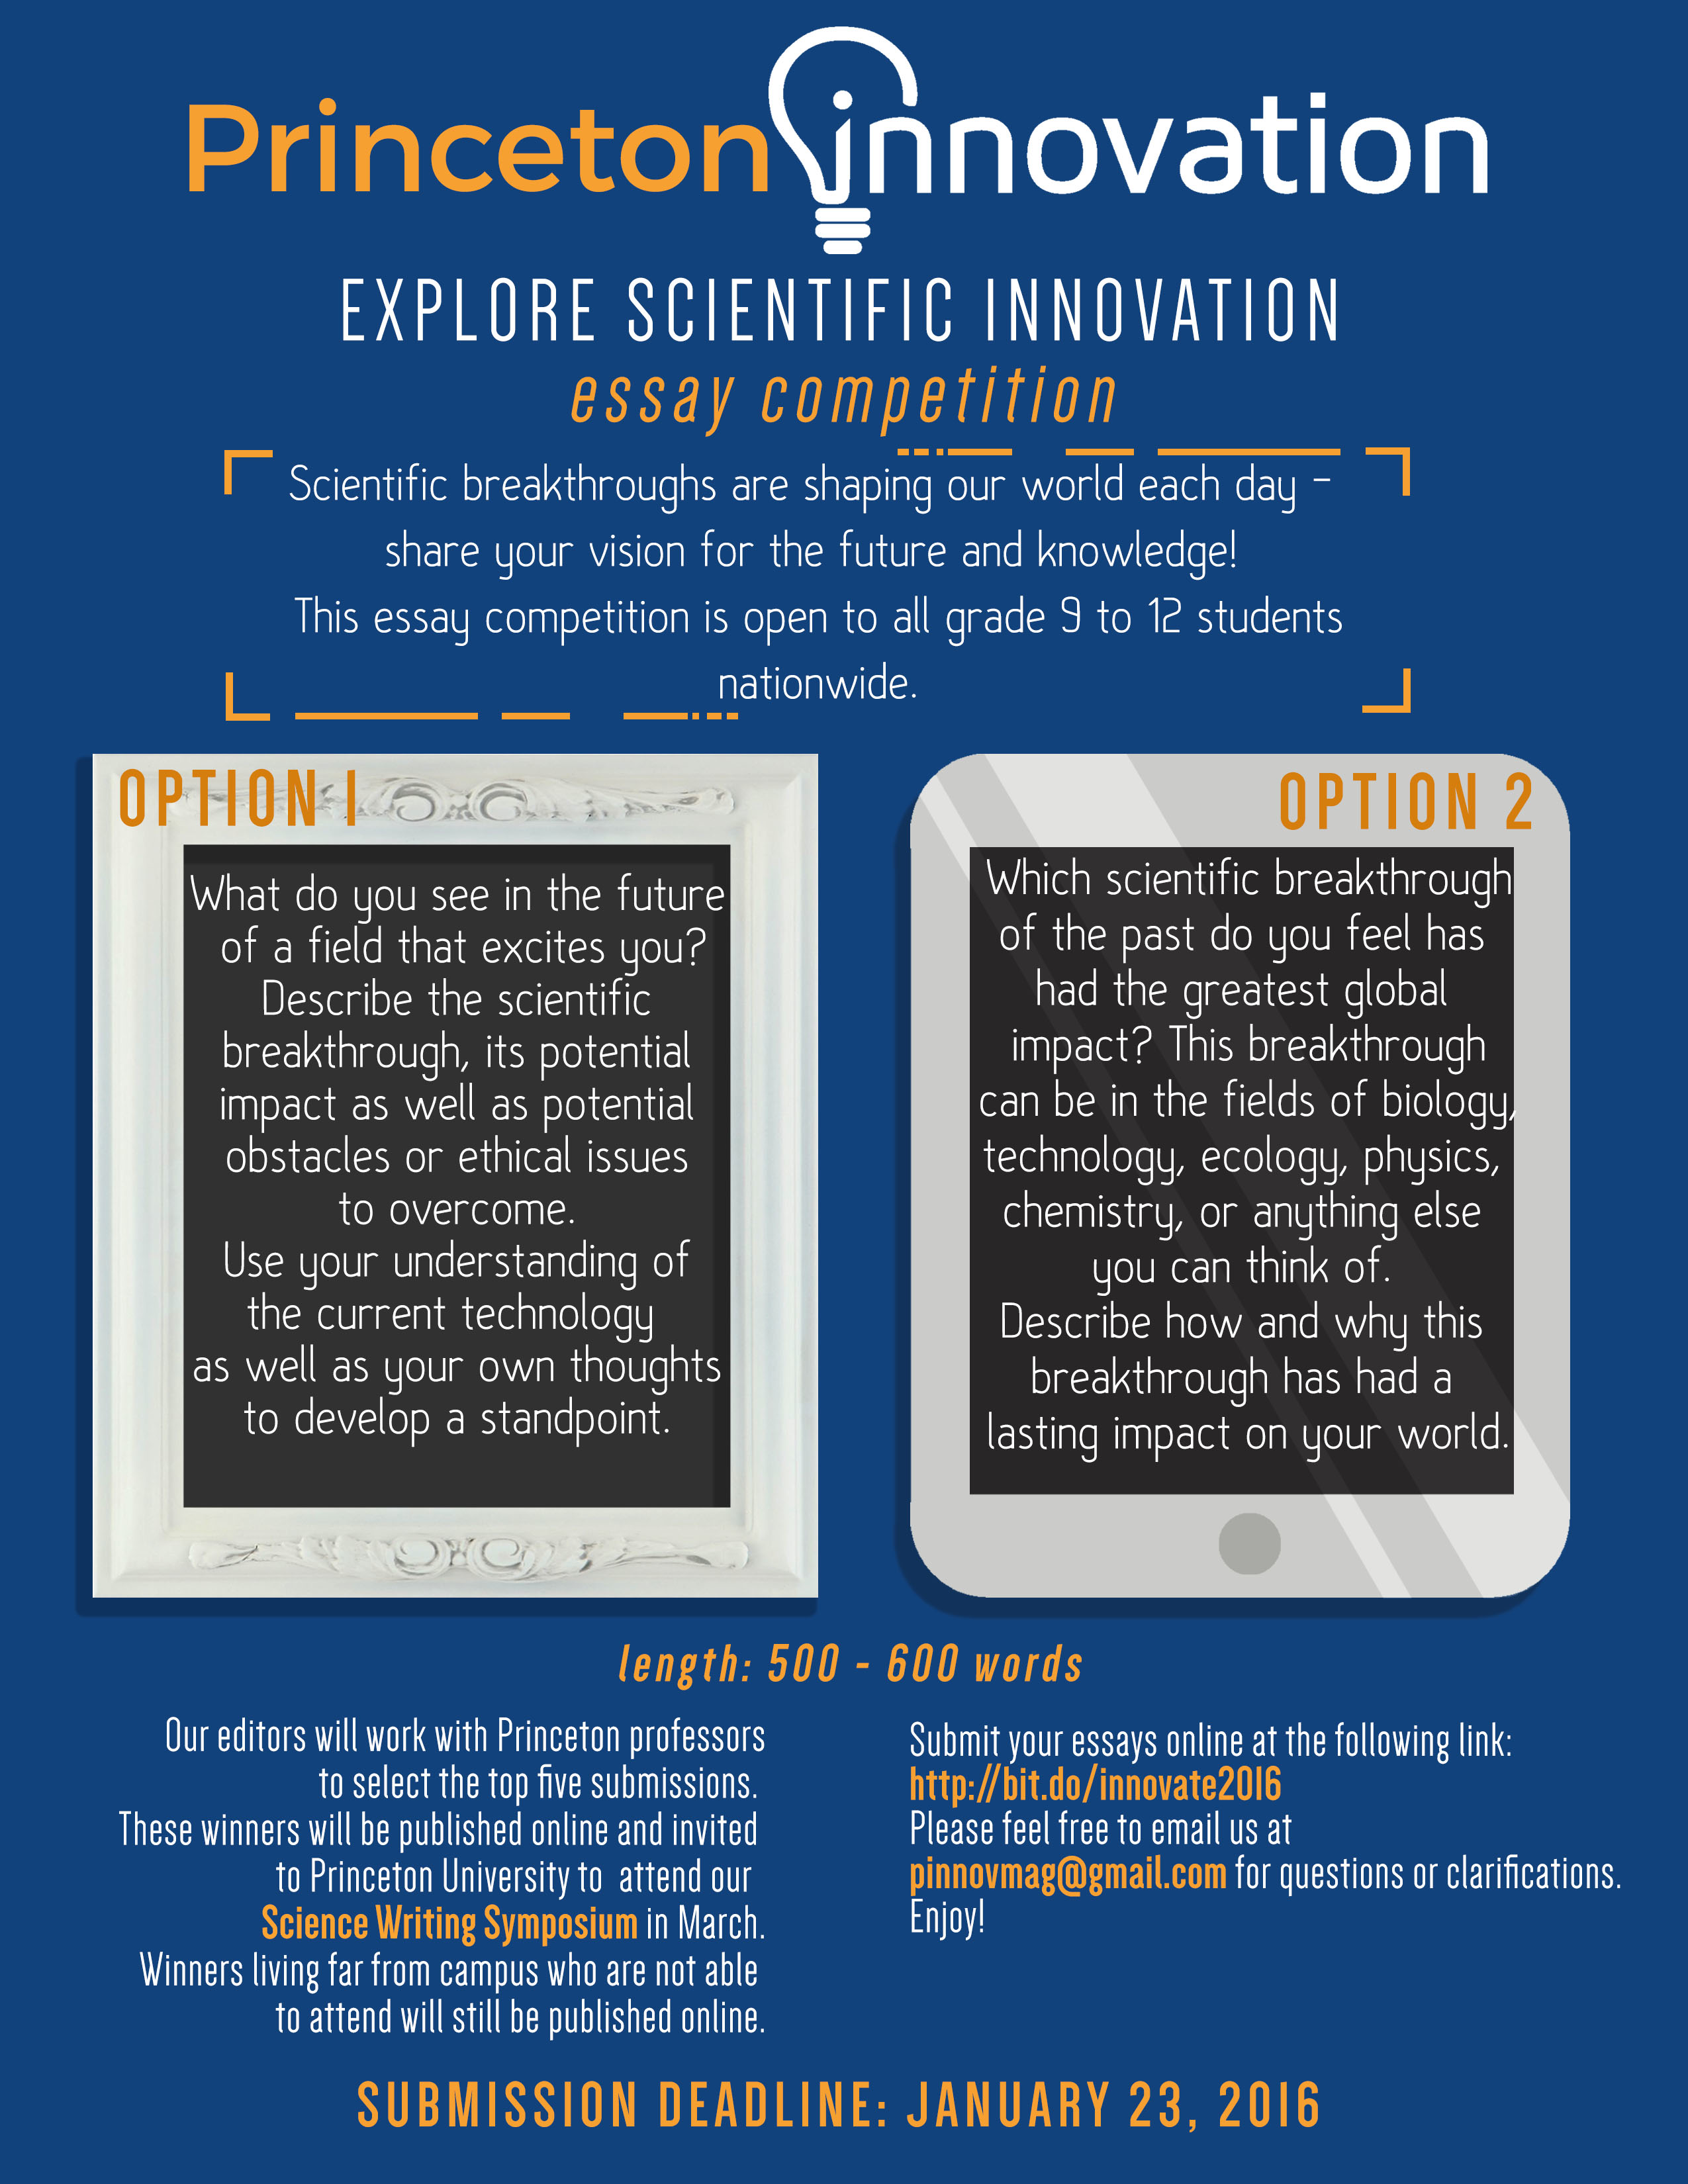 Princeton innovation
EXPLORE SCIENTIFIC INNOVATION
essay competition
Scientific breakthroughs are shaping our world each day -
share your vision for the future and knowledge!
This essay competition is open to all grade 9 to 12 students
nationwide.
OPTION 1
What do you see in the future
of a field that excites you?
Describe the scientific
breakthrough, its potential
impact as well as potential
obstacles or ethical issues
to overcome.
Use your understanding of
the current technology
as well as your own thoughts
to develop a standpoint.
OPTION 2
Which scientific breakthrough
of the past do you feel has
had the greatest global
impact? This breakthrough
can be in the fields of biology,
technology, ecology, physics,
chemistry, or anything else
you can think of.
Describe how and why this
breakthrough has had a
lasting impact on your world.
length: 500 - 600 words
Our editors will work with Princeton professors
to select the top five submissions.
These winners will be published online and invited
to Princeton University to attend our
Science Writing Symposium in March.
Winners living far from campus who are not able
to attend will still be published online.
Submit your essays online at the following link:
http://bit.do/innovate2016
Please feel free to email us at
pinnovmag@gmail.com for questions or clarifications.
Enjoy!
SUBMISSION DEADLINE: JANUARY 23, 2016